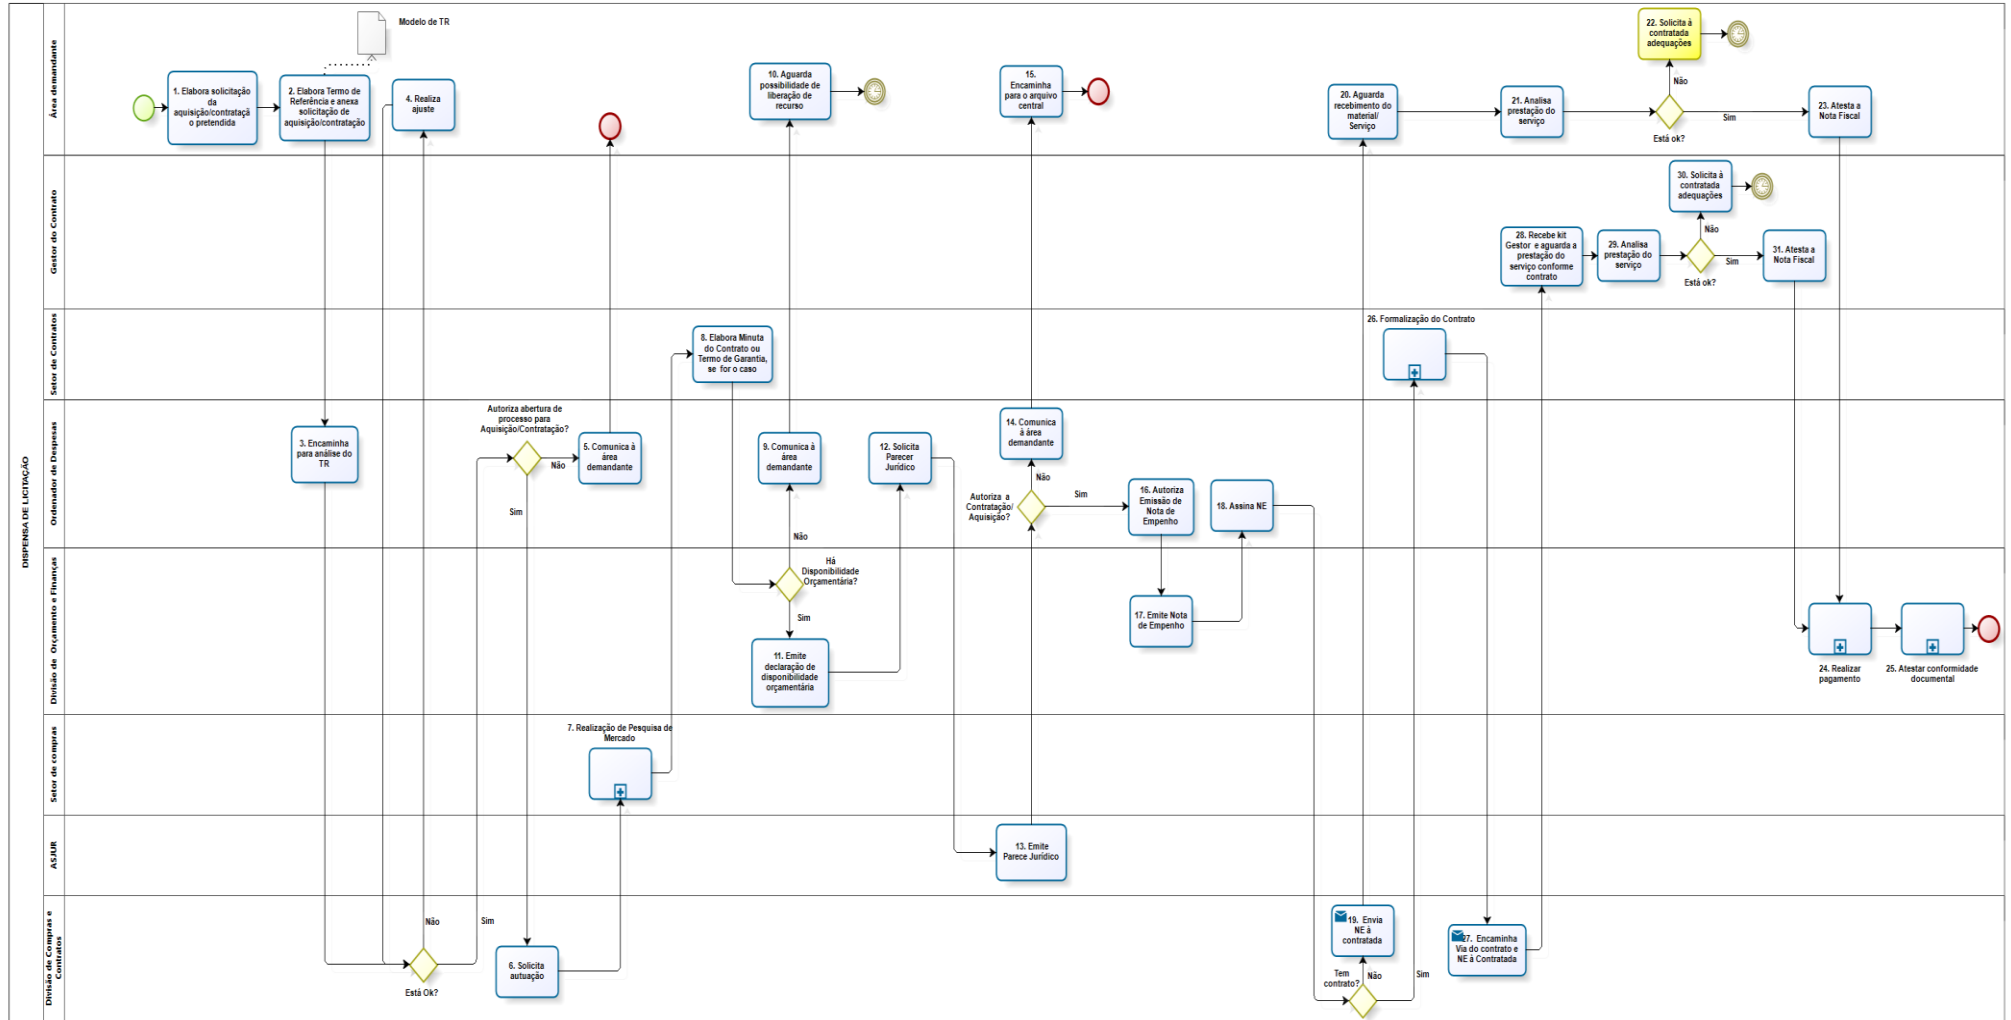 DISPENSA DE LICITAÇÃO
Área demandante
Modelo de TR
1. Elabora solicitação
da
aquisição/contrataçã
o pretendida
2. Elabora Termo de
Referência e anexa
solicitação de
aquisição/contratação
4. Realiza
ajuste
10. Aguarda
possibilidade de
liberação de
recurso
15.
Encaminha
para o arquivo
central
20. Aguarda
recebimento do
material/
Serviço
21. Analisa
prestação do
serviço
22. Solicita à
contratada
adequações
Não
Está ok?
Sim
23. Atesta a
Nota Fiscal
Gestor do Contrato
28. Recebe kit
Gestor e aguarda a
prestação do
serviço conforme
contrato
29. Analisa
prestação do
serviço
30. Solicita à
contratada
adequações
Não
Está ok?
Sim
31. Atesta a
Nota Fiscal
Setor de Contratos
8. Elabora Minuta
do Contrato ou
Termo de Garantia,
se for o caso
26. Formalização do Contrato
Ordenador de Despesas
3. Encaminha
para análise do
TR
Autoriza abertura de
processo para
Aquisição/Contratação?
Não
Sim
5. Comunica à
área
demandante
9. Comunica à
área
demandante
Não
12. Solicita
Parecer
Jurídico
14. Comunica
à área
demandante
Não
Autoriza a
Contratação/
Aquisição?
Sim
16. Autoriza
Emissão de
Nota de
Empenho
18. Assina NE
Divisão de Orçamento e Finanças
Há
Disponibilidade
Orçamentária?
Sim
11. Emite
declaração de
disponibilidade
orçamentária
17. Emite Nota
de Empenho
24. Realizar
pagamento
25. Atestar conformidade
documental
Setor de compras
7. Realização de Pesquisa de
Mercado
ASJUR
13. Emite
Parece Jurídico
Divisão de Compras e
Contratos
Não
Sim
Está Ok?
6. Solicita
autuação
19. Envia
NE à
contratada
Tem
contrato?
Não
Sim
27. Encaminha
Via do contrato e
NE à Contratada